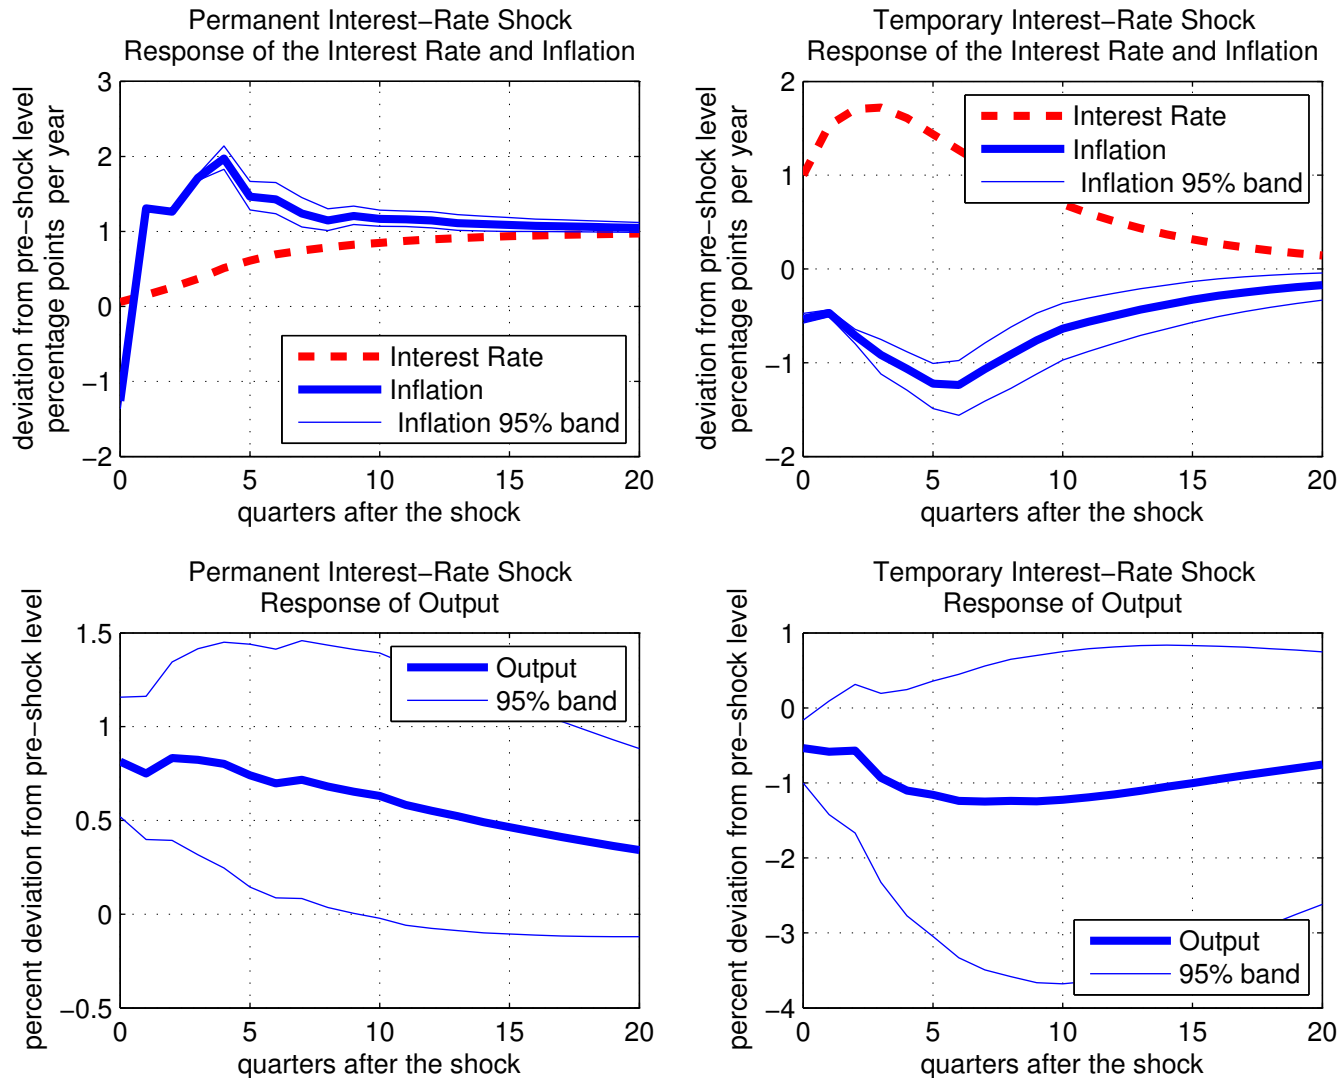 Permanent Interest−Rate Shock
Response of the Interest Rate and Inflation
deviation from pre−shock level
percentage points  per year
3
2
1
0
−1
−2
Interest Rate
Inflation
Inflation 95% band
0 5 10 15 20
quarters after the shock
Temporary Interest−Rate Shock
Response of the Interest Rate and Inflation
deviation from pre−shock level
percentage points  per year
2
1
0
−1
−2
Interest Rate
Inflation
Inflation 95% band
0 5 10 15 20
quarters after the shock
Permanent Interest−Rate Shock
Response of Output
percent deviation from pre−shock level
1.5
1
0.5
0
−0.5
Output
95% band
0 5 10 15 20
quarters after the shock
Temporary Interest−Rate Shock
Response of Output
percent deviation from pre−shock level
1
0
−1
−2
−3
−4
Output
95% band
0 5 10 15 20
quarters after the shock